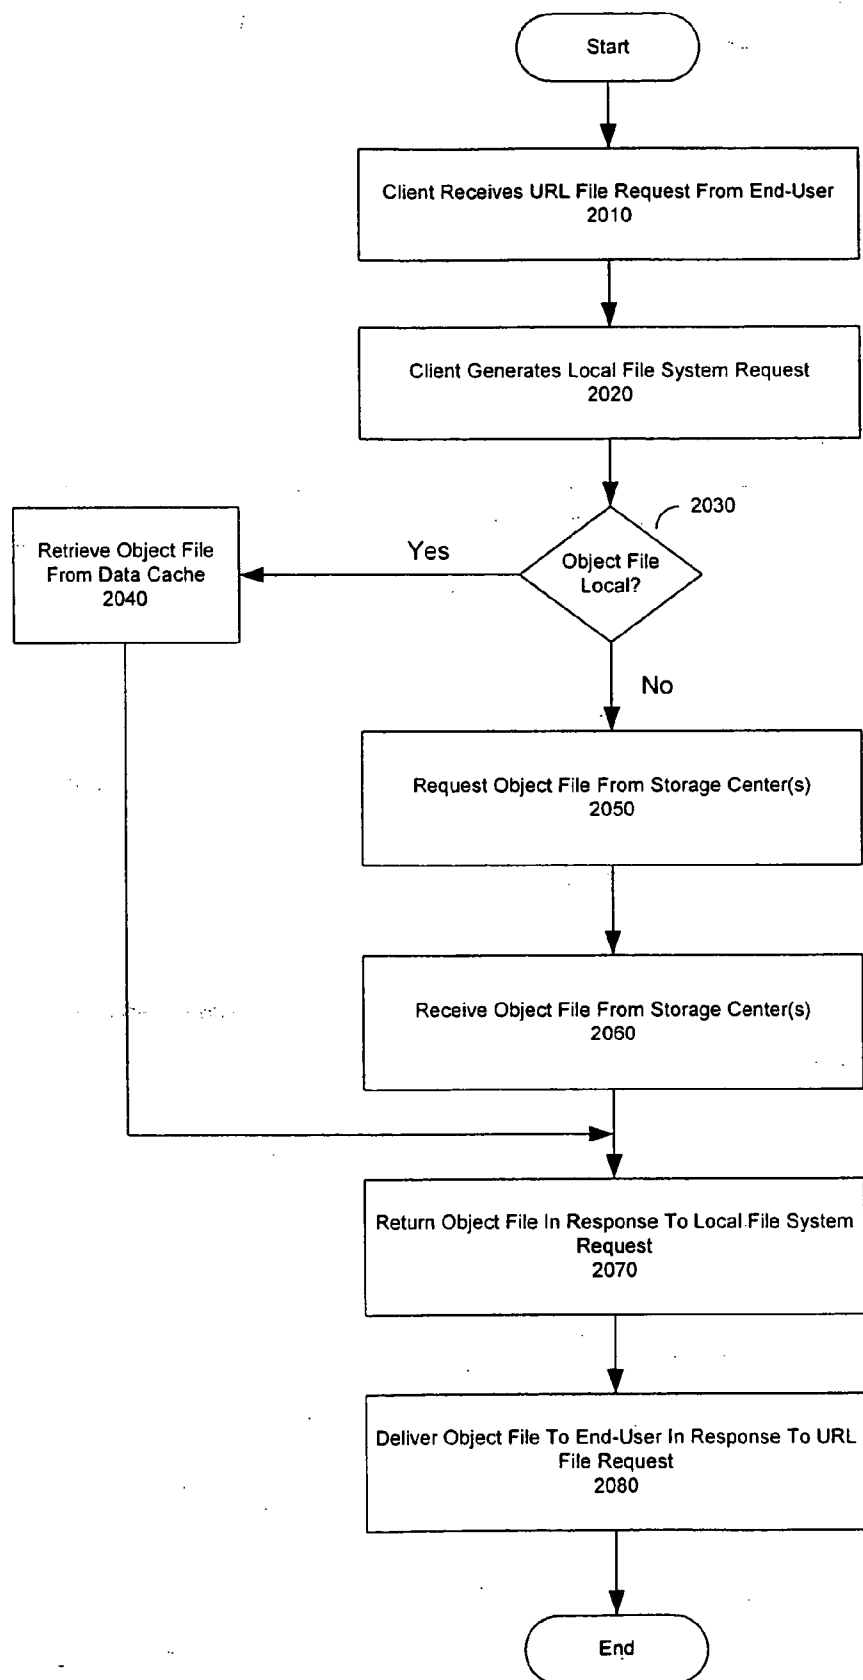 Start
Client Receives URL File Request From End-User
2010
Client Generates Local File System Request
2020
2030
Object File
Local?
Yes
Retrieve Object File
From Data Cache
2040
No
Request Object File From Storage Center(s)
2050
Receive Object File From Storage Center(s)
2060
Return Object File In Response To Local File System
Request
2070
Deliver Object File To End-User In Response To URL
File Request
2080
End